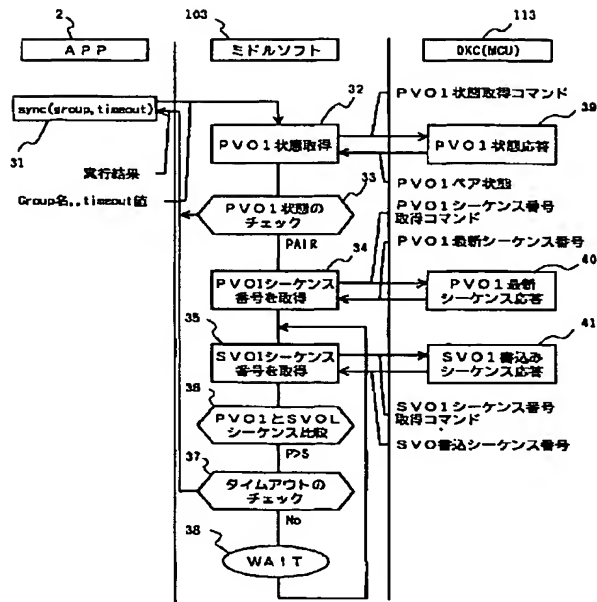 2
103
113
APP
ミドルソフト
DKC(MCU)
sync(group,timeout)
31
実行結果
Group名,,timeout値
32
PVO1状態取得
PVO1状態取得コマンド
39
PVO1状態応答
PVO1ペア状態
33
PVO1状態の
チェック
PAIR
PVO1シーケンス番号
取得コマンド
PVO1最新シーケンス番号
34
PVO1シーケンス
番号を取得
40
PVO1最新
シーケンス応答
35
SVO1シーケンス
番号を取得
41
SVO1書込み
シーケンス応答
36
PVO1とSVOL
シーケンス比較
P>S
SVO1シーケンス番号
取得コマンド
SVO書込シーケンス番号
37
タイムアウトの
チェック
No
38
WAIT